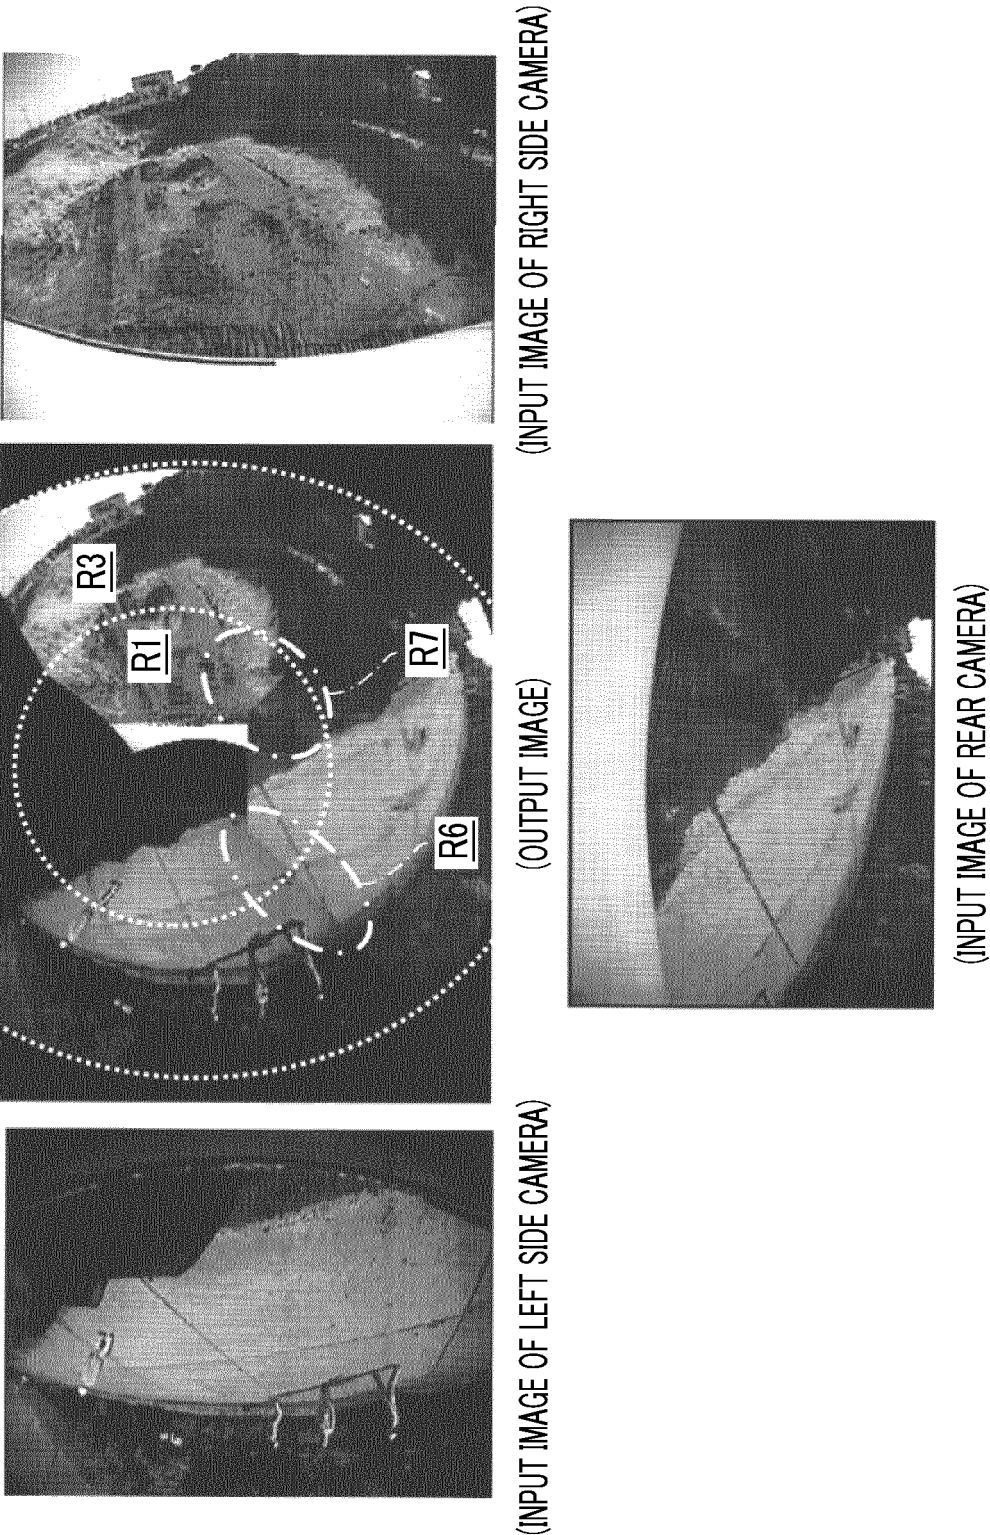 (INPUT IMAGE OF LEFT SIDE CAMERA)
R3
R1
R7
R6
(OUTPUT IMAGE)
(INPUT IMAGE OF RIGHT SIDE CAMERA)
(INPUT IMAGE OF REAR CAMERA)